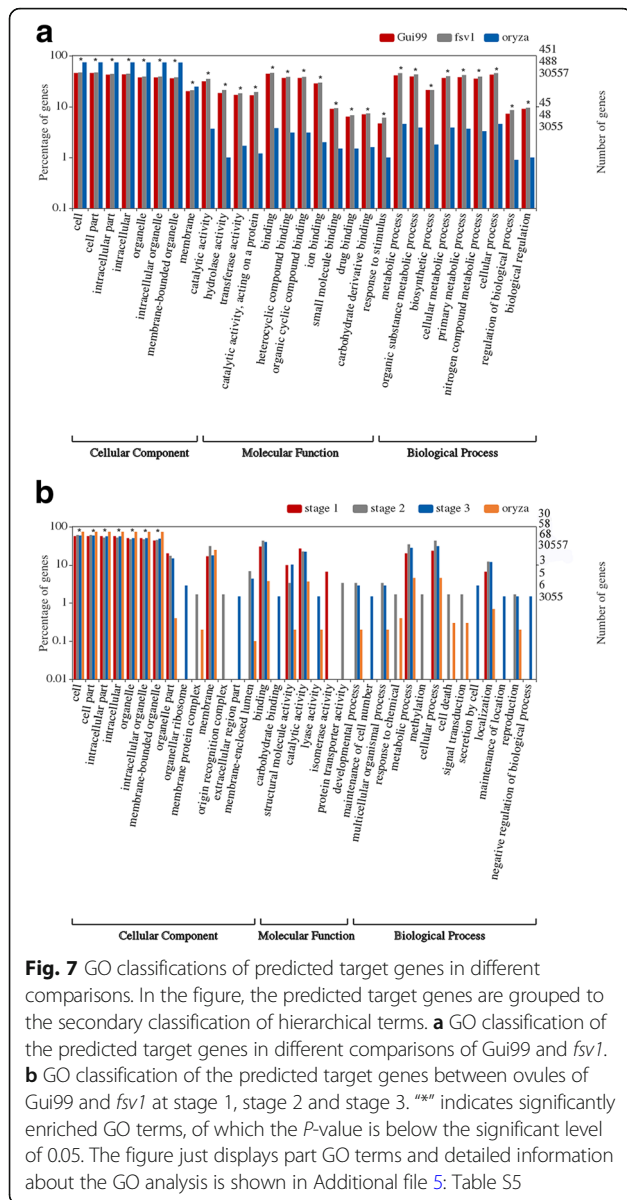 a
Gui99 fsv1 oryza
Percentage of genes
100
10
1
0.1
451
488
30557
45
48
3055
Number of genes
* * * * * * * * * * * * * * * * * * * * * * * * * * *
cell
cell part
intracellular part
intracellular
organelle
intracellular organelle
membrane-bounded organelle
membrane
catalytic activity
hydrolase activity
transferase activity
catalytic activity, acting on a protein
binding
heterocyclic compound binding
organic cyclic compound binding
ion binding
small molecule binding
drug binding
carbohydrate derivative binding
response to stimulus
metabolic process
organic substance metabolic process
biosynthetic process
cellular metabolic process
primary metabolic process
nitrogen compound metabolic process
cellular process
regulation of biological process
biological regulation
Cellular Component
Molecular Function
Biological Process
b
stage 1 stage 2 stage 3 oryza
Percentage of genes
100
10
1
0.1
0.01
30
58
68
30557
3
5
6
3055
Number of genes
* * * * * * *
cell
cell part
intracellular part
intracellular
organelle
intracellular organelle
membrane-bounded organelle
organelle part
organellar ribosome
membrane protein complex
membrane
origin recognition complex
extracellular region part
membrane-enclosed lumen
binding
carbohydrate binding
structural molecule activity
catalytic activity
lyase activity
isomerase activity
protein transporter activity
developmental process
maintenance of cell number
multicellular organismal process
response to chemical
metabolic process
methylation
cellular process
cell death
signal transduction
secretion by cell
localization
maintenance of location
reproduction
negative regulation of biological process
Cellular Component
Molecular Function
Biological Process
Fig. 7 GO classifications of predicted target genes in different
comparisons. In the figure, the predicted target genes are grouped to
the secondary classification of hierarchical terms. a GO classification of
the predicted target genes in different comparisons of Gui99 and fsv1.
b GO classification of the predicted target genes between ovules of
Gui99 and fsv1 at stage 1, stage 2 and stage 3. “*” indicates significantly
enriched GO terms, of which the P-value is below the significant level
of 0.05. The figure just displays part GO terms and detailed information
about the GO analysis is shown in Additional file 5: Table S5